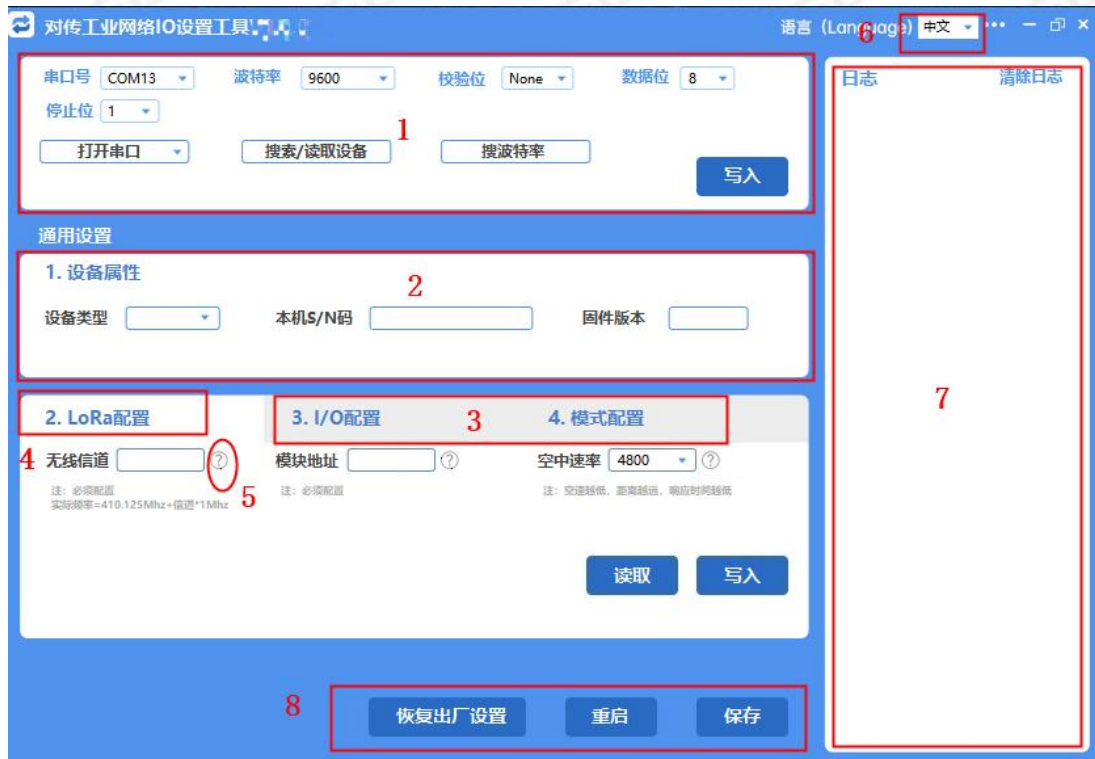 对传工业网络IO设置工具
语言 (Language) 中文
6
串口号 COM13 波特率 9600 校验位 None 数据位 8
停止位 1
1
打开串口 搜索/读取设备 搜波特率
写入
通用设置
1. 设备属性
2
设备类型 本机S/N码 固件版本
2. LoRa配置 3. I/O配置 3 4. 模式配置
4 无线信道 ? 模块地址 ? 空中速率 4800 ?
注：必须配置 注：必须配置 注：空速越低，距离越远，响应时间越低
实际频率=410.125Mhz+信道*1Mhz
5
读取 写入
8
恢复出厂设置 重启 保存
日志 清除日志
7